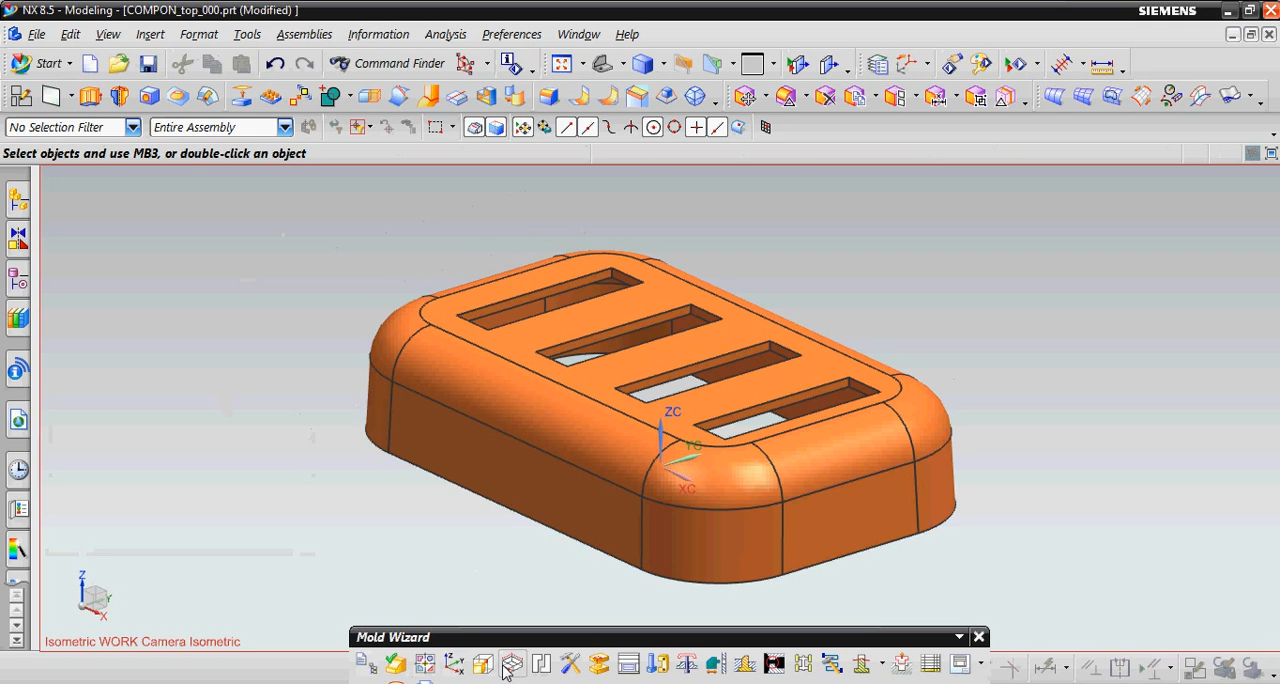 NX 8.5 - Modeling - [COMPON_top_000.prt (Modified) ]
SIEMENS
File Edit View Insert Format Tools Assemblies Information Analysis Preferences Window Help
Start Command Finder
No Selection Filter Entire Assembly
Select objects and use MB3, or double-click an object
ZC
YC
XC
Z
Y
X
Isometric WORK Camera Isometric
Mold Wizard